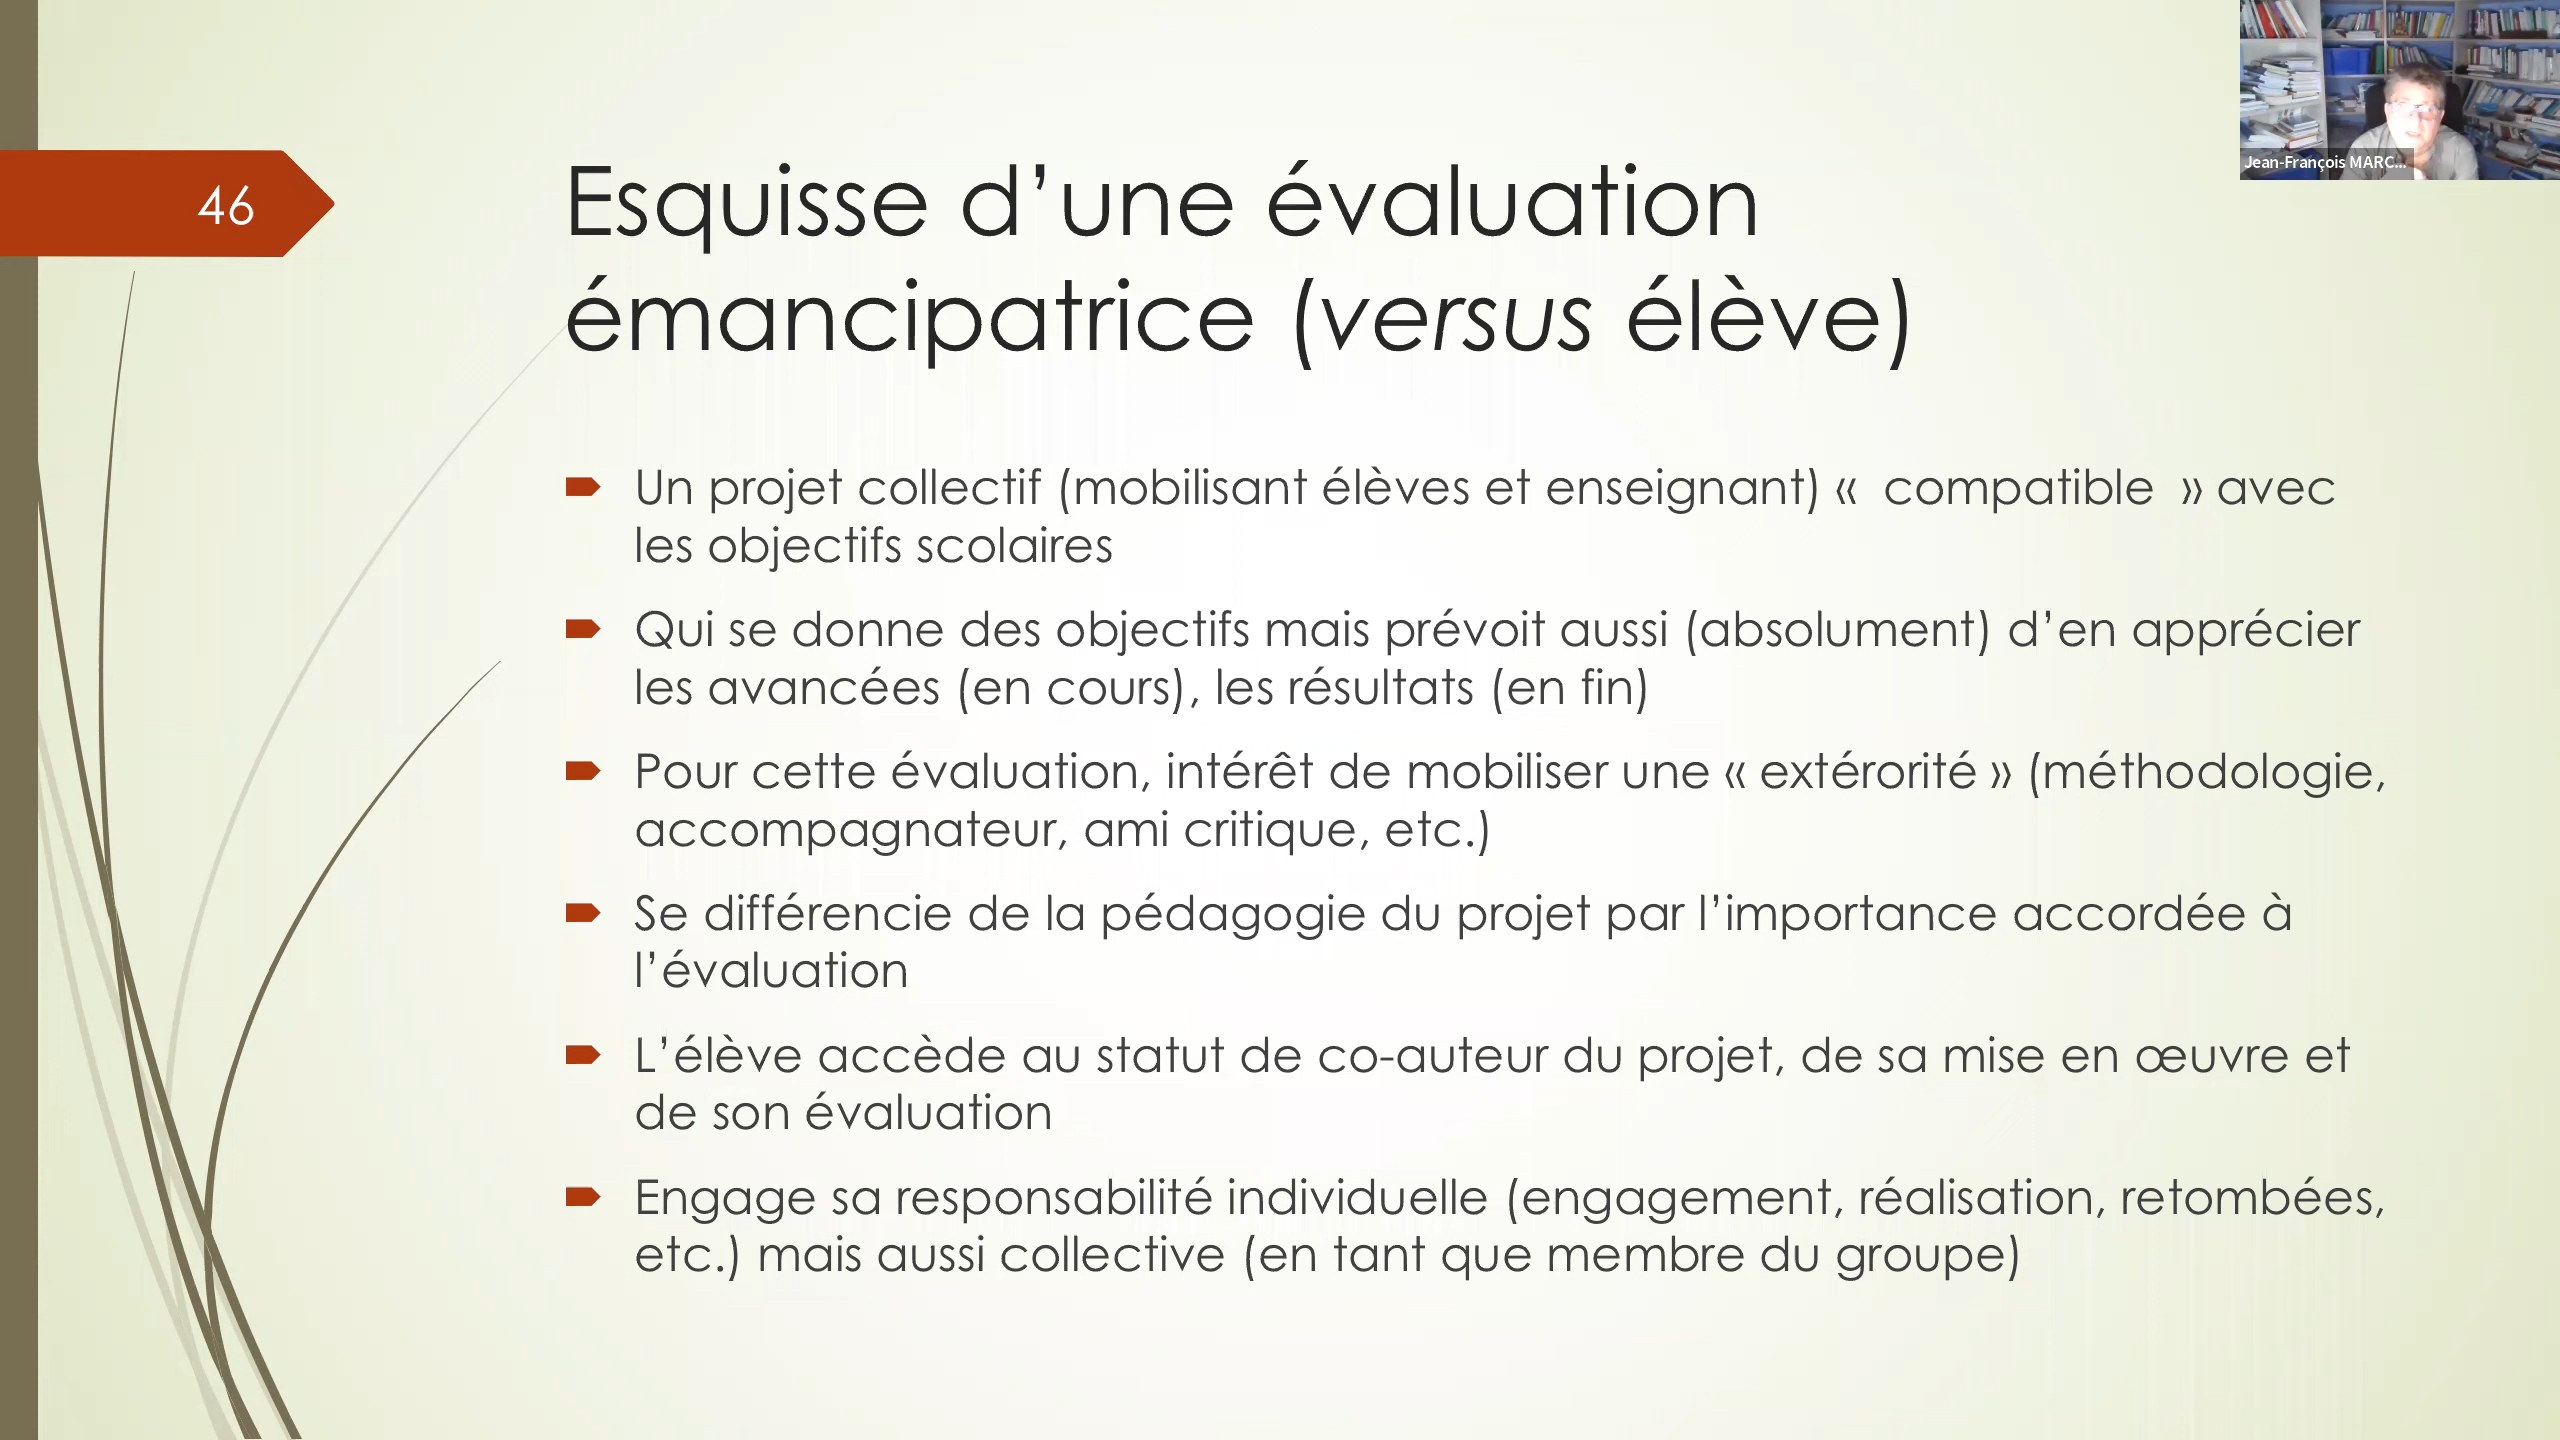 Jean-François MARC...
46
Esquisse d’une évaluation
émancipatrice (versus élève)
Un projet collectif (mobilisant élèves et enseignant) «  compatible  » avec
les objectifs scolaires
Qui se donne des objectifs mais prévoit aussi (absolument) d’en apprécier
les avancées (en cours), les résultats (en fin)
Pour cette évaluation, intérêt de mobiliser une « extérorité » (méthodologie,
accompagnateur, ami critique, etc.)
Se différencie de la pédagogie du projet par l’importance accordée à
l’évaluation
L’élève accède au statut de co-auteur du projet, de sa mise en œuvre et
de son évaluation
Engage sa responsabilité individuelle (engagement, réalisation, retombées,
etc.) mais aussi collective (en tant que membre du groupe)